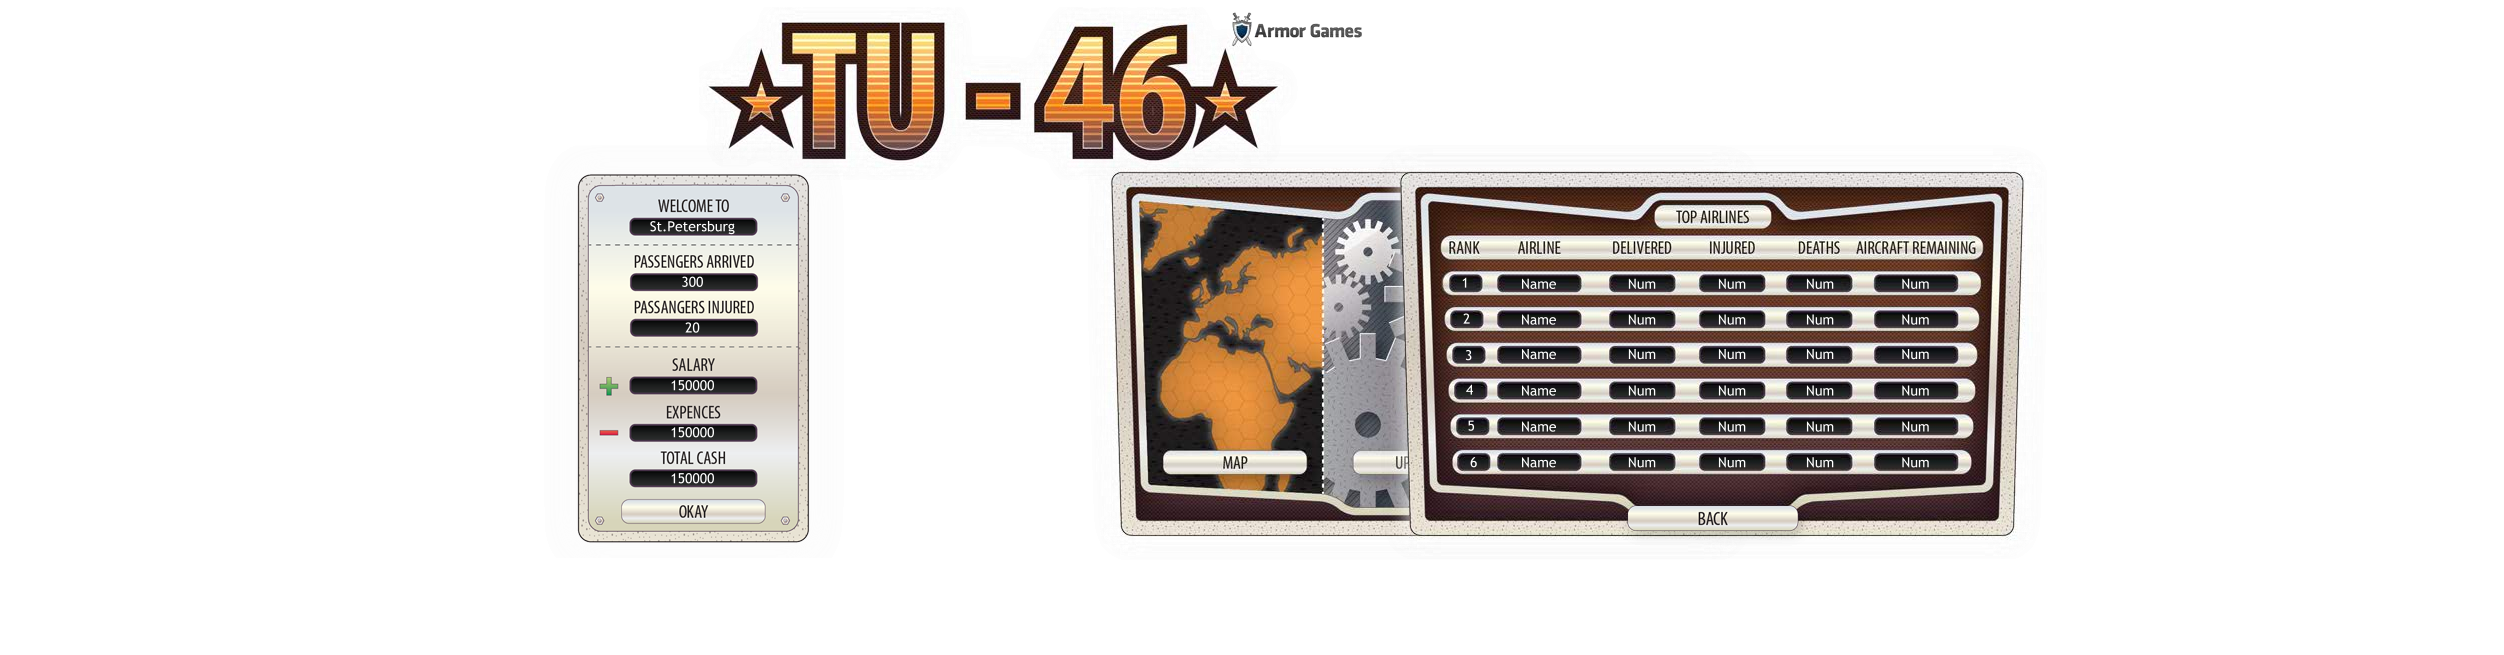 TU - 46
Armor Games
WELCOME TO
St.Petersburg
PASSENGERS ARRIVED
300
PASSANGERS INJURED
20
SALARY
150000
EXPENCES
150000
TOTAL CASH
150000
OKAY
MAP
UP
TOP AIRLINES
RANK AIRLINE DELIVERED INJURED DEATHS AIRCRAFT REMAINING
1 Name Num Num Num Num
2 Name Num Num Num Num
3 Name Num Num Num Num
4 Name Num Num Num Num
5 Name Num Num Num Num
6 Name Num Num Num Num
BACK